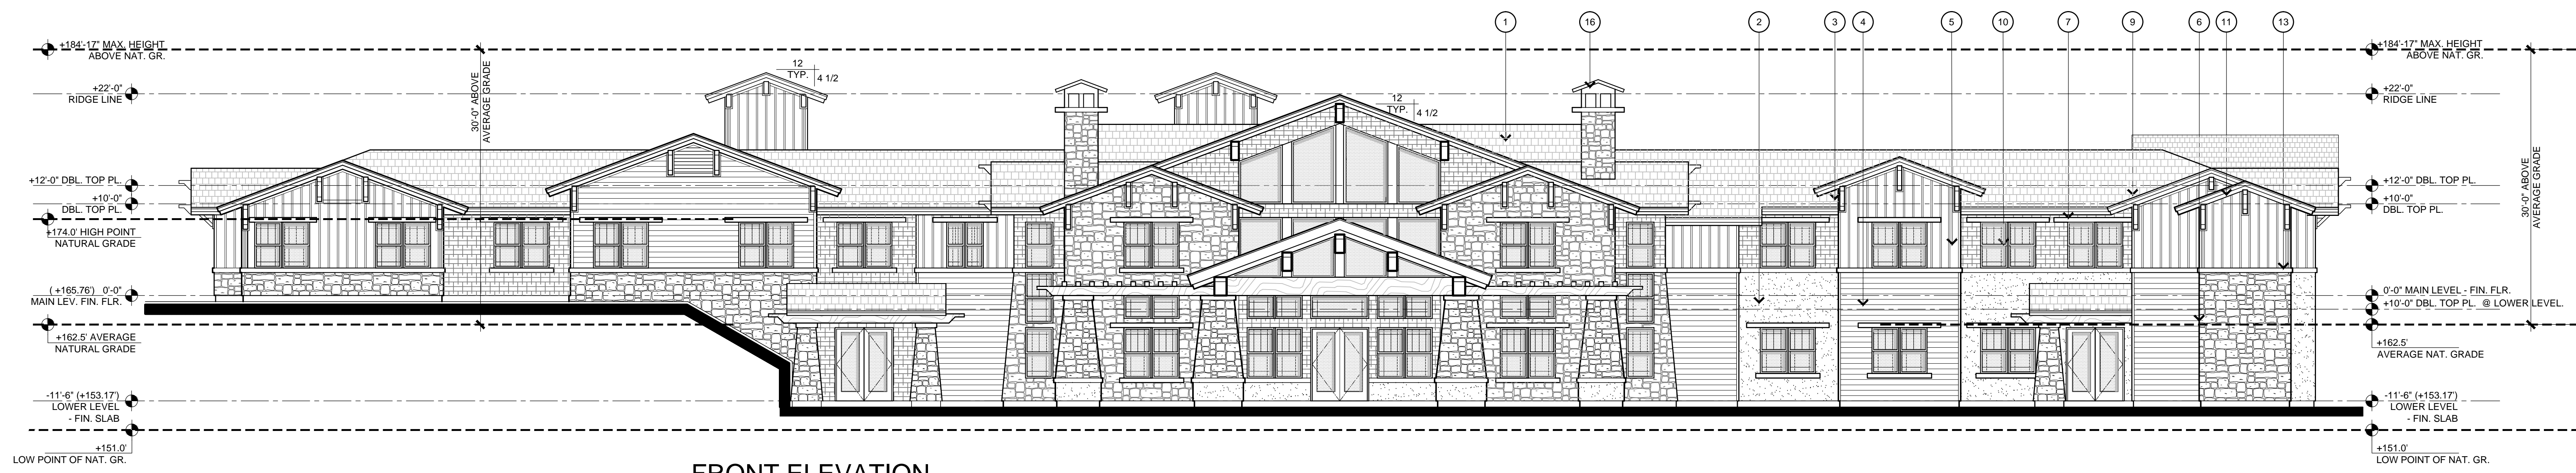 1
16
2
3
4
5
10
7
9
6
11
13
+184'-17" MAX. HEIGHT
ABOVE NAT. GR.
+22'-0"
RIDGE LINE
+12'-0" DBL. TOP PL.
+10'-0"
DBL. TOP PL.
+174.0' HIGH POINT
NATURAL GRADE
( +165.76') 0'-0"
MAIN LEV. FIN. FLR.
+162.5' AVERAGE
NATURAL GRADE
-11'-6" (+153.17')
LOWER LEVEL
- FIN. SLAB
+151.0'
LOW POINT OF NAT. GR.
30'-0" ABOVE
AVERAGE GRADE
12
TYP.
4 1/2
12
TYP.
4 1/2
+184'-17" MAX. HEIGHT
ABOVE NAT. GR.
+22'-0"
RIDGE LINE
30'-0" ABOVE
AVERAGE GRADE
+12'-0" DBL. TOP PL.
+10'-0"
DBL. TOP PL.
0'-0" MAIN LEVEL - FIN. FLR.
+10'-0" DBL. TOP PL. @ LOWER LEVEL.
+162.5'
AVERAGE NAT. GRADE
-11'-6" (+153.17')
LOWER LEVEL
- FIN. SLAB
+151.0'
LOW POINT OF NAT. GR.
FRONT ELEVATION